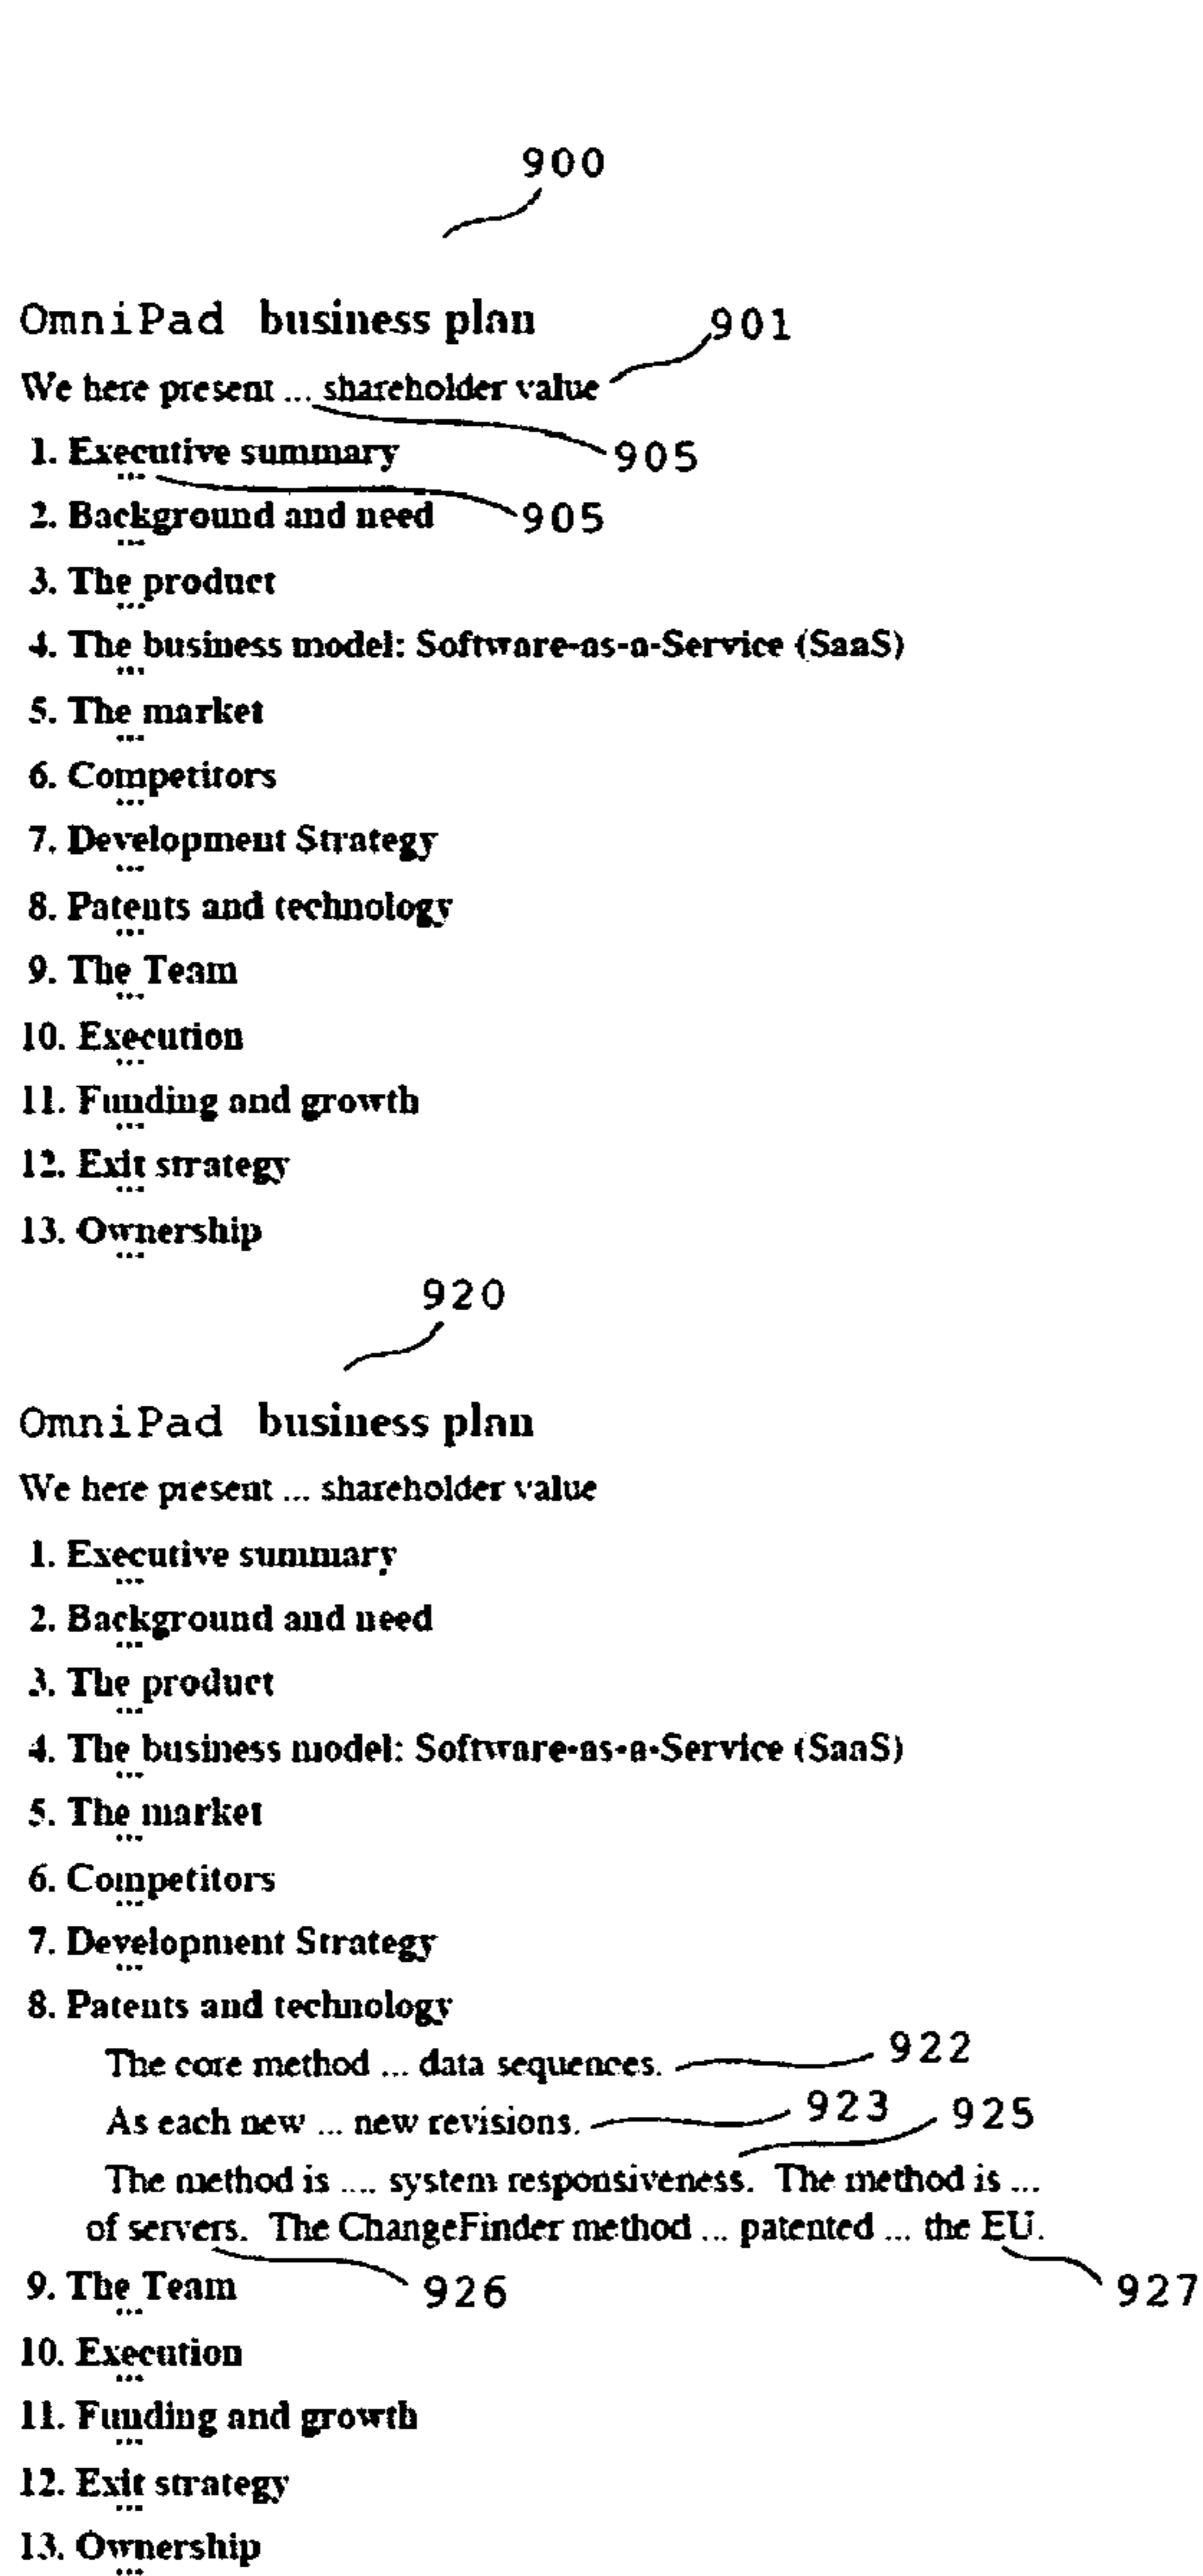 900
OmniPad business plan
901
We here present ... shareholder value
905
1. Executive summary
...
905
2. Background and need
...
3. The product
...
4. The business model: Software-as-a-Service (SaaS)
...
5. The market
...
6. Competitors
...
7. Development Strategy
...
8. Patents and technology
...
9. The Team
...
10. Execution
...
11. Funding and growth
...
12. Exit strategy
...
13. Ownership
...
920
OmniPad business plan
We here present ... shareholder value
1. Executive summary
...
2. Background and need
...
3. The product
...
4. The business model: Software-as-a-Service (SaaS)
...
5. The market
...
6. Competitors
...
7. Development Strategy
...
8. Patents and technology
The core method ... data sequences. 922
As each new ... new revisions. 923 925
The method is .... system responsiveness. The method is ...
of servers. The ChangeFinder method ... patented ... the EU.
9. The Team 926 927
...
10. Execution
...
11. Funding and growth
...
12. Exit strategy
...
13. Ownership
...